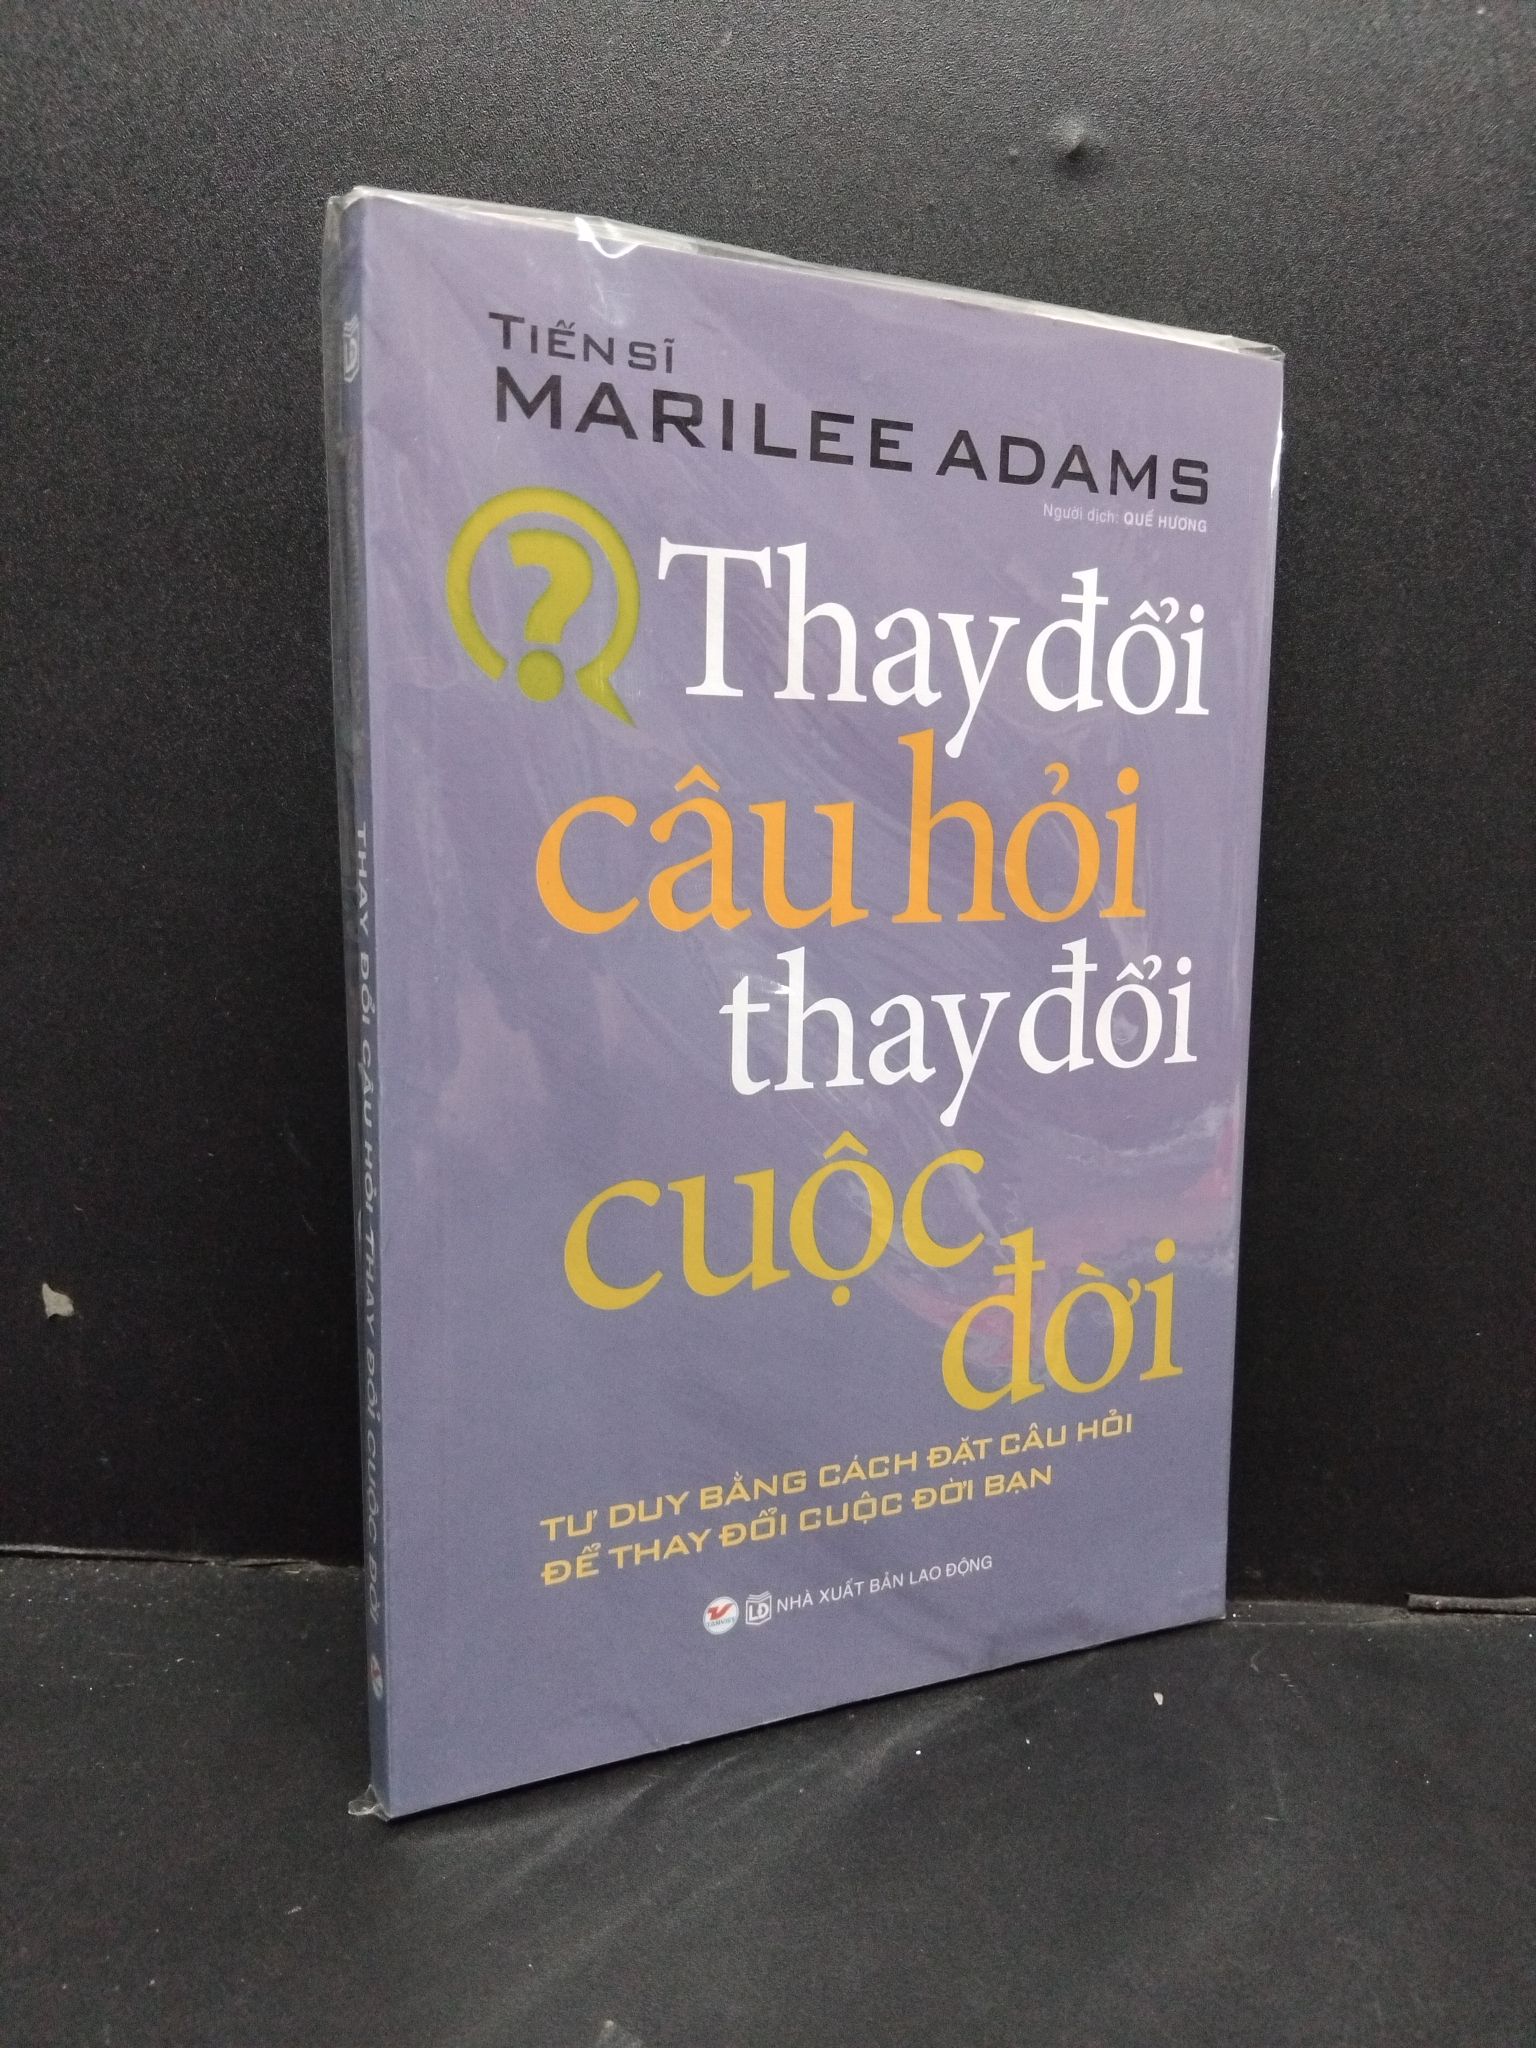 TIẾN SĨ
MARILEE ADAMS
Người dịch: QUẾ HƯƠNG
?
Thay đổi
câu hỏi
thay đổi
cuộc
đời
TƯ DUY BẰNG CÁCH ĐẶT CÂU HỎI
ĐỂ THAY ĐỔI CUỘC ĐỜI BẠN
TANVIET LĐ NHÀ XUẤT BẢN LAO ĐỘNG
THAY ĐỔI CÂU HỎI THAY ĐỔI CUỘC ĐỜI